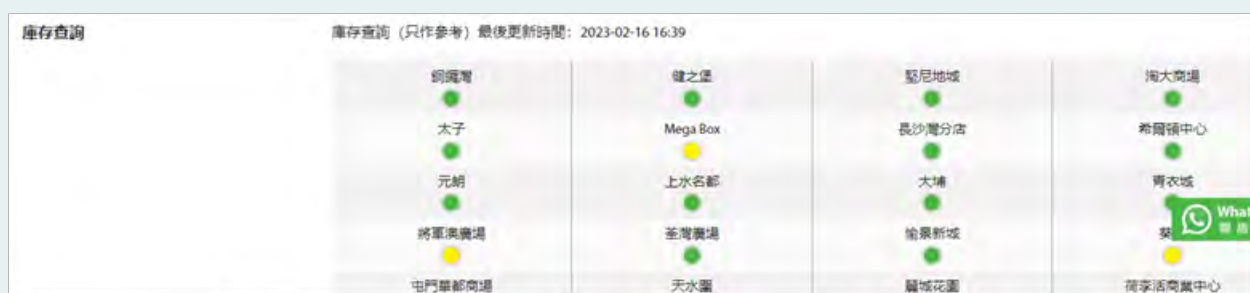 庫存查詢
庫存查詢（只作參考）最後更新時間：2023-02-16 16:39
銅鑼灣 健之堡 堅尼地城 淘大商場
太子 Mega Box 長沙灣分店 希爾頓中心
元朗 上水名都 大埔 青衣城
將軍澳廣場 荃灣廣場 愉景新城 葵
屯門華都商場 天水圍 麗城花園 荷李活商業中心
What